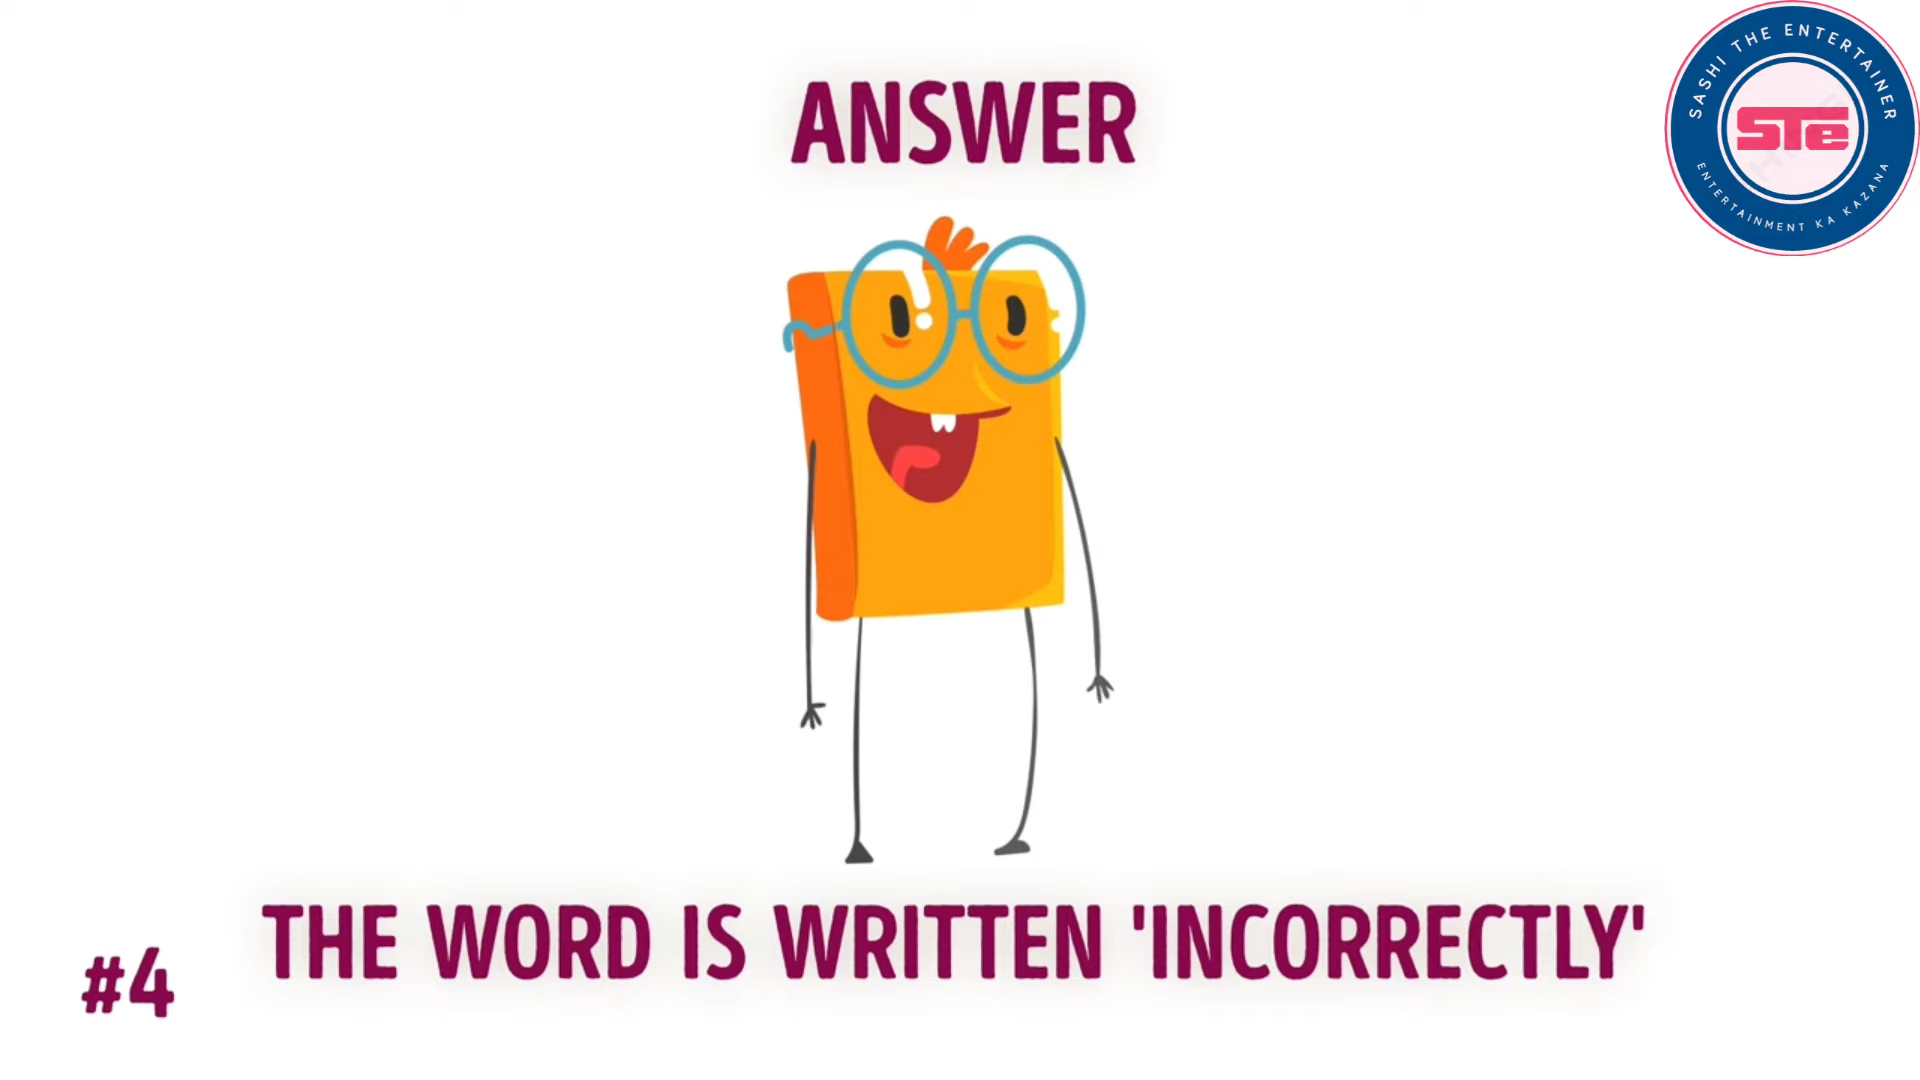 ANSWER
SASHI THE ENTERTAINER
STe
ENTERTAINMENT KA KAZANA
THE WORD IS WRITTEN 'INCORRECTLY'
#4